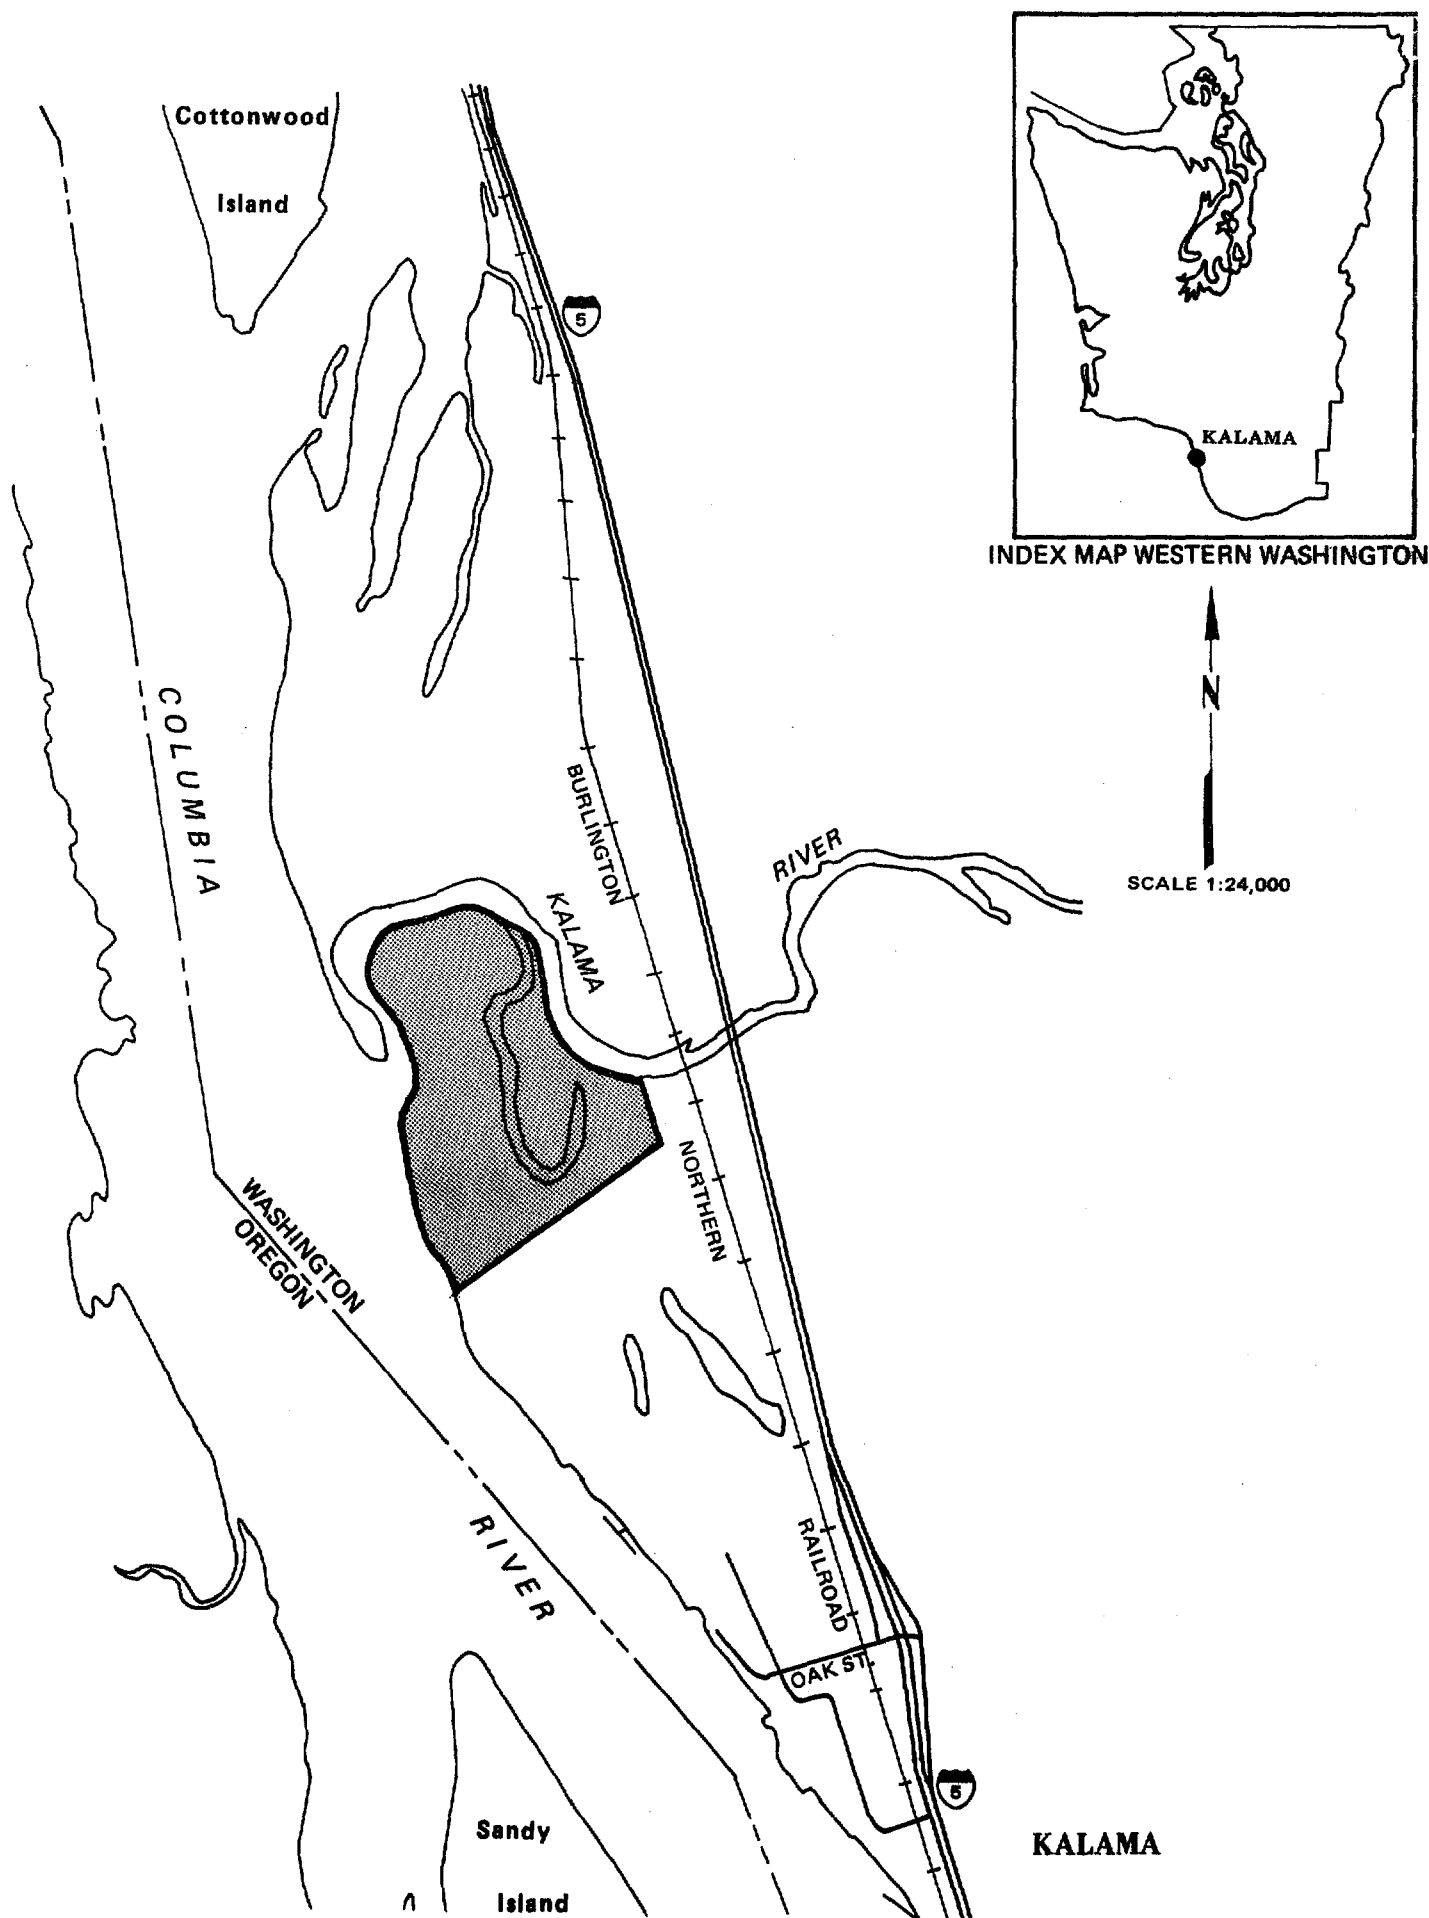 Cottonwood
Island
5
KALAMA
INDEX MAP WESTERN WASHINGTON
N
SCALE 1:24,000
COLUMBIA
BURLINGTON
RIVER
KALAMA
NORTHERN
WASHINGTON
OREGON
RIVER
RAILROAD
OAK ST.
5
Sandy
Island
KALAMA